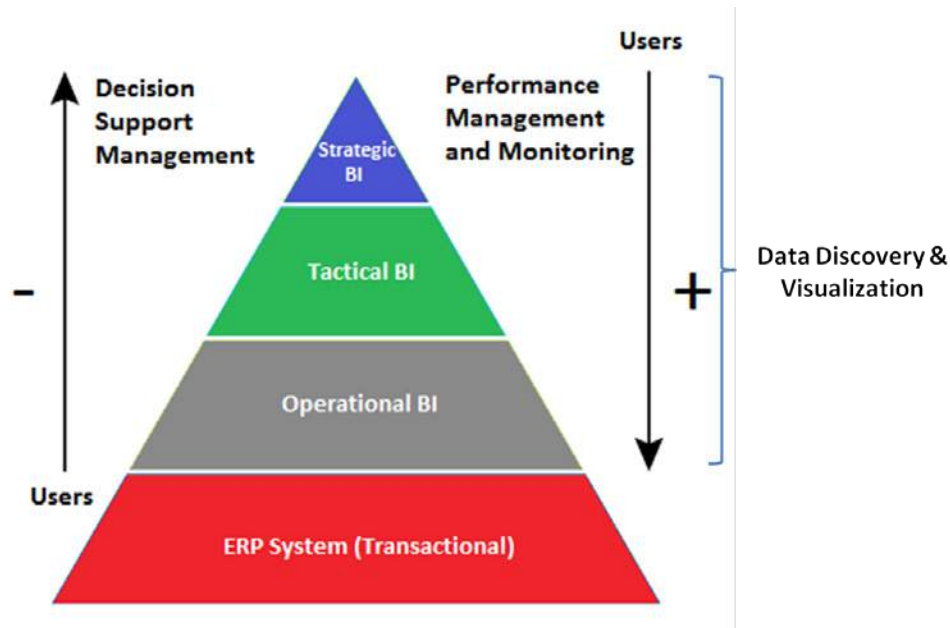 Users
Decision
Support
Management
Performance
Management
and Monitoring
Strategic
BI
Data Discovery &
Visualization
Tactical BI
-
+
Operational BI
Users
ERP System (Transactional)